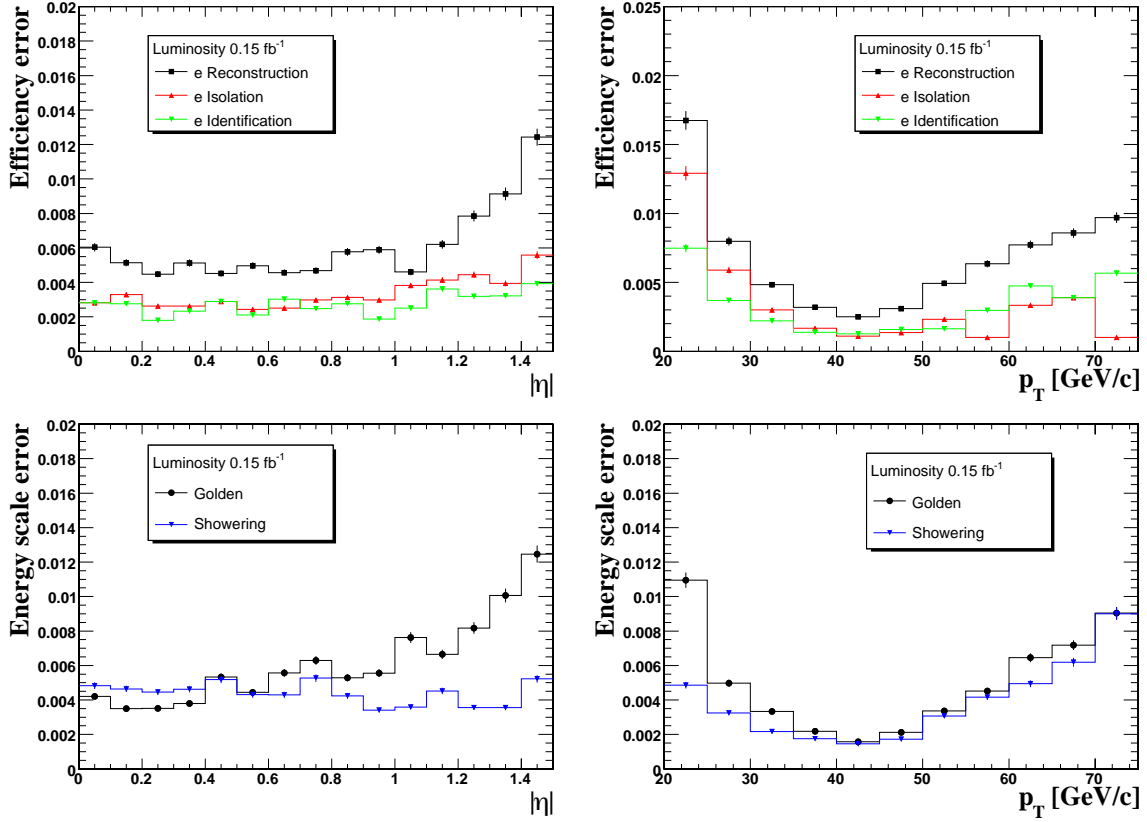 Efficiency error
0.02
0.018
0.016
0.014
0.012
0.01
0.008
0.006
0.004
0.002
0
Luminosity 0.15 fb⁻¹
e Reconstruction
e Isolation
e Identification
0 0.2 0.4 0.6 0.8 1 1.2 1.4
|η|
Efficiency error
0.025
0.02
0.015
0.01
0.005
0
Luminosity 0.15 fb⁻¹
e Reconstruction
e Isolation
e Identification
20 30 40 50 60 70
p_T [GeV/c]
Energy scale error
0.02
0.018
0.016
0.014
0.012
0.01
0.008
0.006
0.004
0.002
0
Luminosity 0.15 fb⁻¹
Golden
Showering
0 0.2 0.4 0.6 0.8 1 1.2 1.4
|η|
Energy scale error
0.02
0.018
0.016
0.014
0.012
0.01
0.008
0.006
0.004
0.002
0
Luminosity 0.15 fb⁻¹
Golden
Showering
20 30 40 50 60 70
p_T [GeV/c]